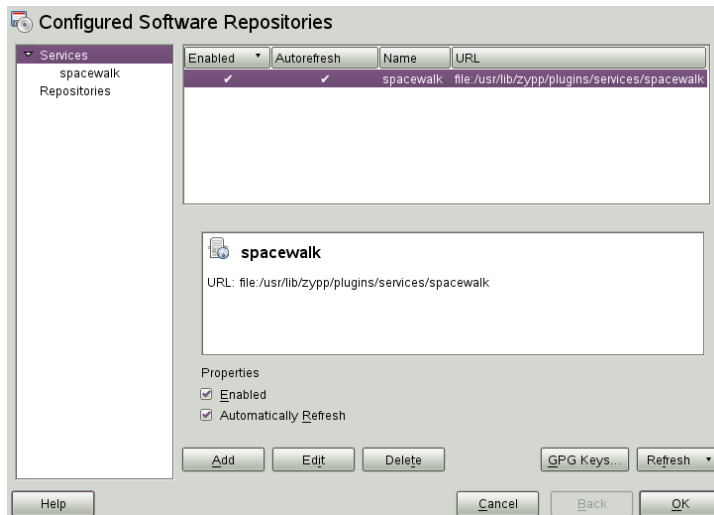 Configured Software Repositories
Services
spacewalk
Repositories
Enabled Autorefresh Name URL
spacewalk file:/usr/lib/zypp/plugins/services/spacewalk
spacewalk
URL: file:/usr/lib/zypp/plugins/services/spacewalk
Properties
Enabled
Automatically Refresh
Add Edit Delete GPG Keys... Refresh
Help Cancel Back OK